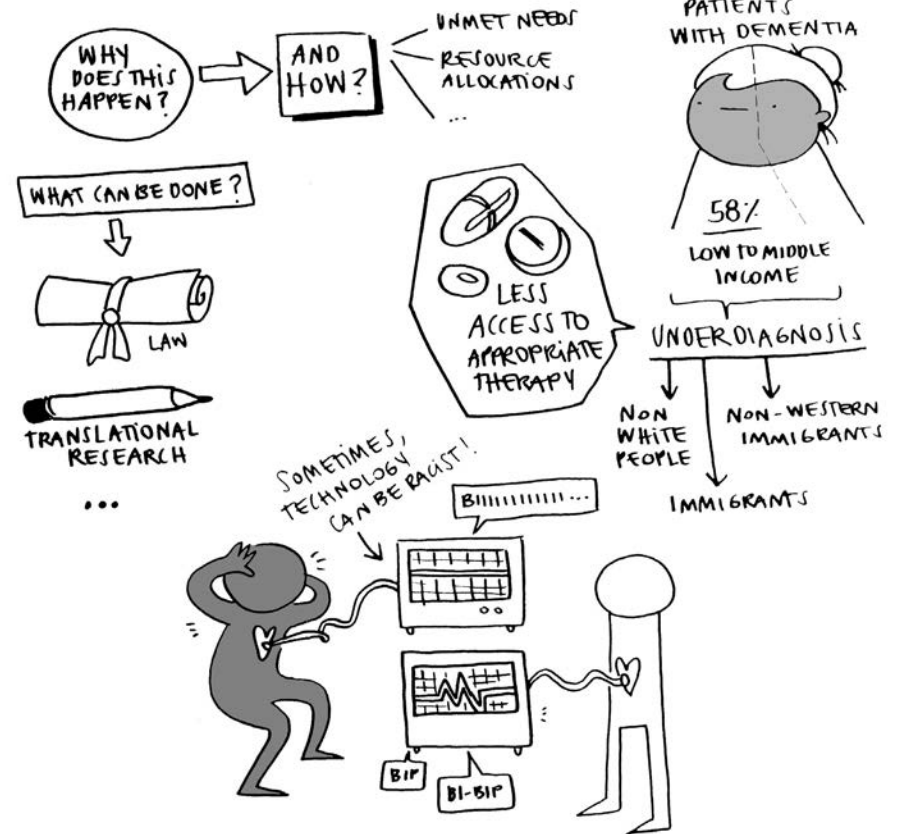 WHY
DOES THIS
HAPPEN?
AND
HOW?
UNMET NEEDS
RESOURCE
ALLOCATIONS
...
PATIENTS
WITH DEMENTIA
58%
LOW TO MIDDLE
INCOME
UNDERDIAGNOSIS
NON
WHITE
PEOPLE
IMMIGRANTS
NON-WESTERN
IMMIGRANTS
LESS
ACCESS TO
APPROPRIATE
THERAPY
WHAT CAN BE DONE?
LAW
TRANSLATIONAL
RESEARCH
...
SOMETIMES,
TECHNOLOGY
CAN BE RACIST!
BIIIIIIIIIIII...
BIP
BI-BIP